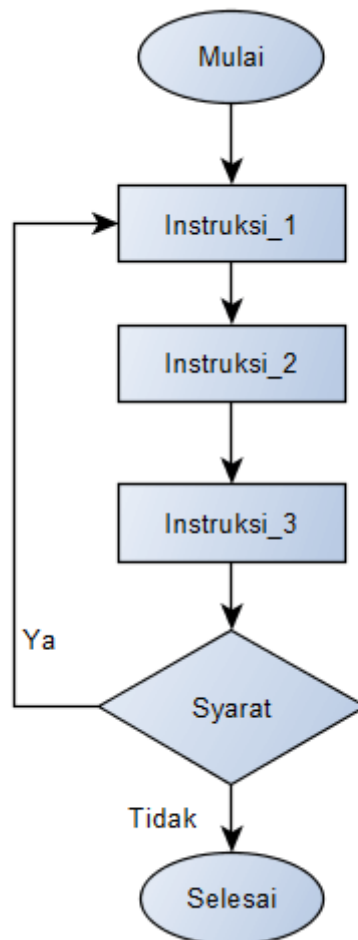 Mulai
Instruksi_1
Instruksi_2
Instruksi_3
Ya
Syarat
Tidak
Selesai